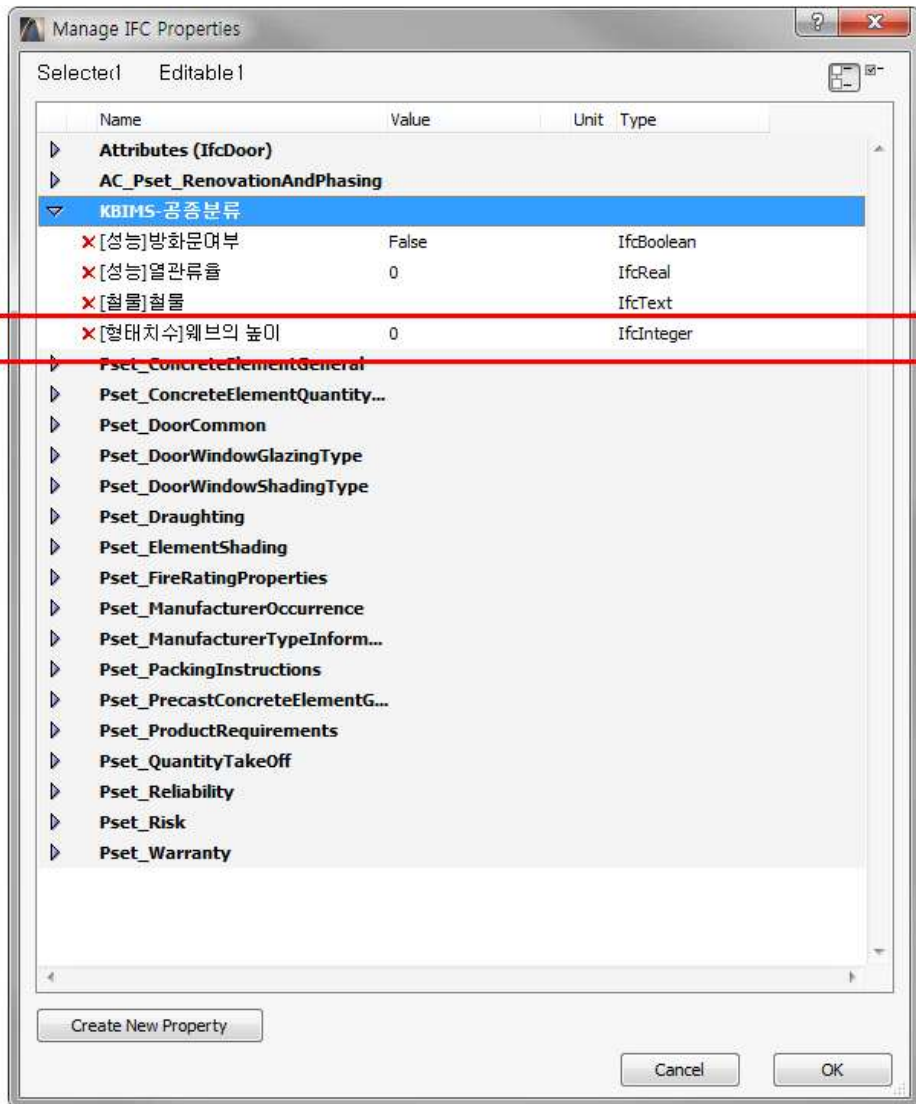 Manage IFC Properties
Selected1 Editable1
Name Value Unit Type
Attributes (IfcDoor)
AC_Pset_RenovationAndPhasing
KBIMS-공종분류
[성능]방화문여부 False IfcBoolean
[성능]열관류율 0 IfcReal
[철물]철물 IfcText
[형태치수]웨브의 높이 0 IfcInteger
Pset_ConcreteElementGeneral
Pset_ConcreteElementQuantity...
Pset_DoorCommon
Pset_DoorWindowGlazingType
Pset_DoorWindowShadingType
Pset_Draughting
Pset_ElementShading
Pset_FireRatingProperties
Pset_ManufacturerOccurrence
Pset_ManufacturerTypeInform...
Pset_PackingInstructions
Pset_PrecastConcreteElementG...
Pset_ProductRequirements
Pset_QuantityTakeOff
Pset_Reliability
Pset_Risk
Pset_Warranty
Create New Property
Cancel OK